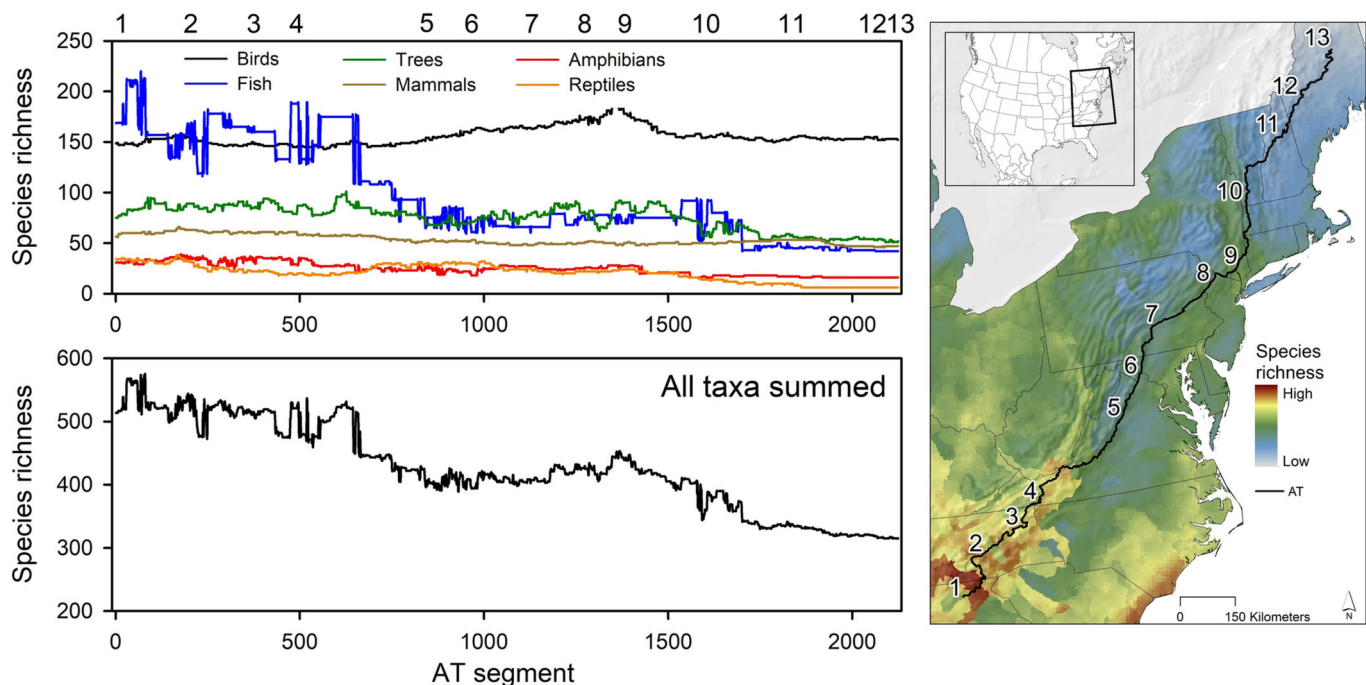 1 2 3 4 5 6 7 8 9 10 11 12 13
250
200
150
100
50
0
Species richness
Birds Trees Amphibians
Fish Mammals Reptiles
0 500 1000 1500 2000
600
500
400
300
200
Species richness
All taxa summed
0 500 1000 1500 2000
AT segment
13
12
11
10
9
8
7
6
5
4
3
2
1
Species
richness
High
Low
AT
0 150 Kilometers
N